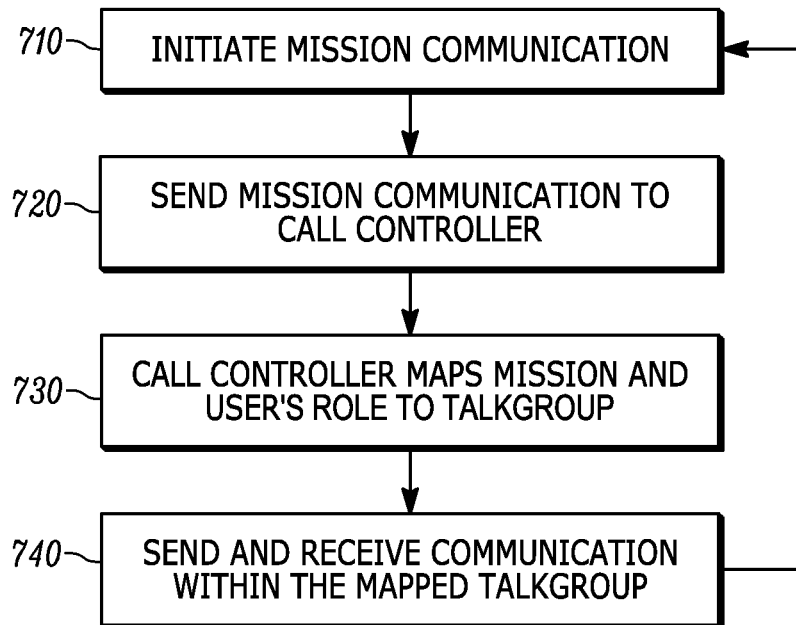 710
INITIATE MISSION COMMUNICATION
720
SEND MISSION COMMUNICATION TO
CALL CONTROLLER
730
CALL CONTROLLER MAPS MISSION AND
USER'S ROLE TO TALKGROUP
740
SEND AND RECEIVE COMMUNICATION
WITHIN THE MAPPED TALKGROUP